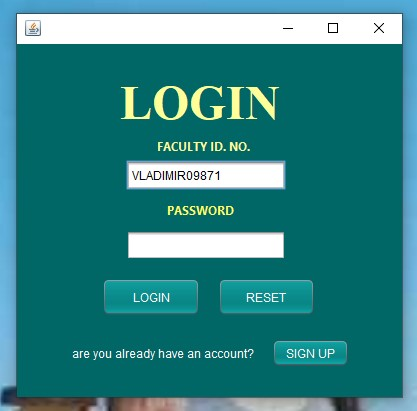 LOGIN
FACULTY ID. NO.
VLADIMIR09871
PASSWORD
LOGIN RESET
are you already have an account? SIGN UP